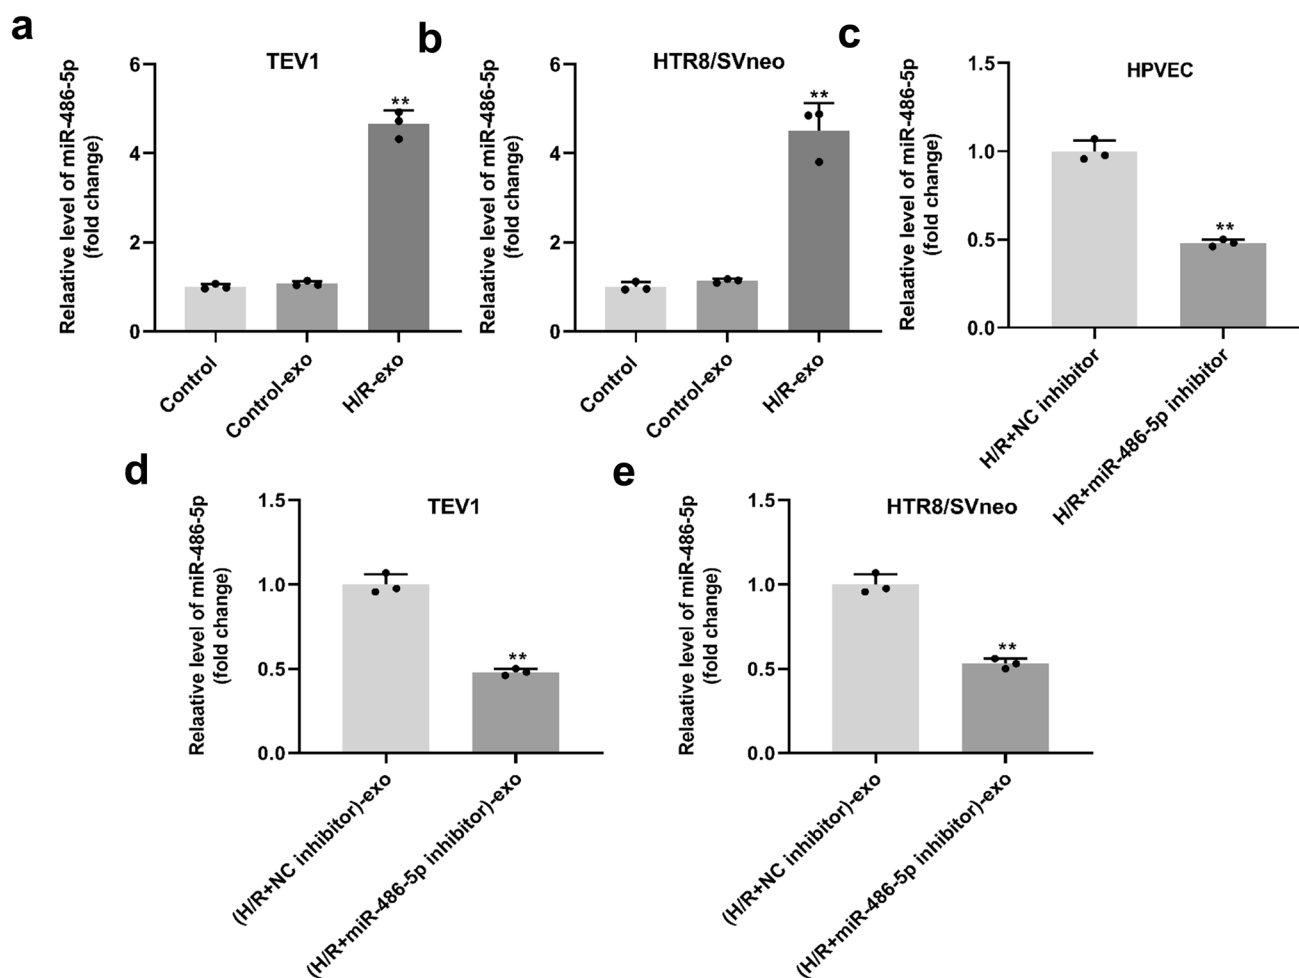 a
TEV1
Relaative level of miR-486-5p
(fold change)
6
4
2
0
**
Control
Control-exo
H/R-exo
b
HTR8/SVneo
Relaative level of miR-486-5p
(fold change)
6
4
2
0
**
Control
Control-exo
H/R-exo
c
HPVEC
Relaative level of miR-486-5p
(fold change)
1.5
1.0
0.5
0.0
**
H/R+NC inhibitor
H/R+miR-486-5p inhibitor
d
TEV1
Relaative level of miR-486-5p
(fold change)
1.5
1.0
0.5
0.0
**
(H/R+NC inhibitor)-exo
(H/R+miR-486-5p inhibitor)-exo
e
HTR8/SVneo
Relaative level of miR-486-5p
(fold change)
1.5
1.0
0.5
0.0
**
(H/R+NC inhibitor)-exo
(H/R+miR-486-5p inhibitor)-exo